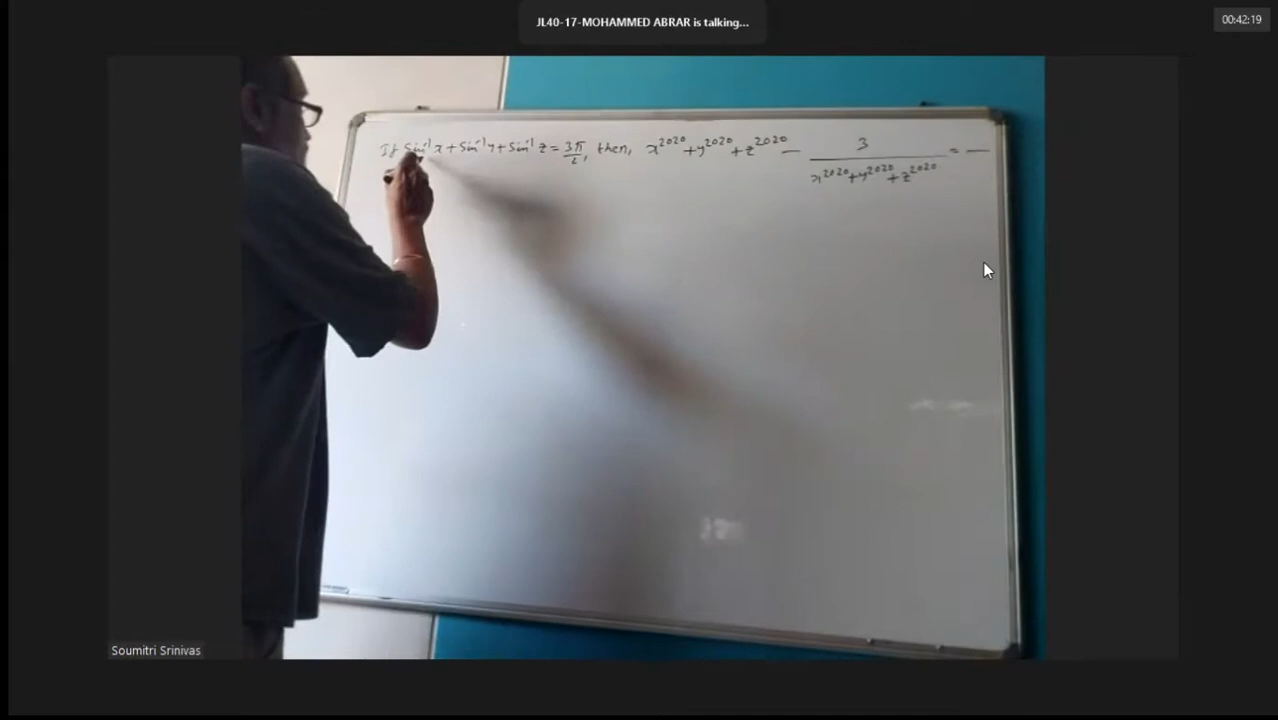 JL40-17-MOHAMMED ABRAR is talking...
00:42:19
If Sin⁻¹x + Sin⁻¹y + Sin⁻¹z = 3π/2, then, x²⁰²⁰ + y²⁰²⁰ + z²⁰²⁰ — 3/(x²⁰²⁰ + y²⁰²⁰ + z²⁰²⁰) = —
Soumitri Srinivas